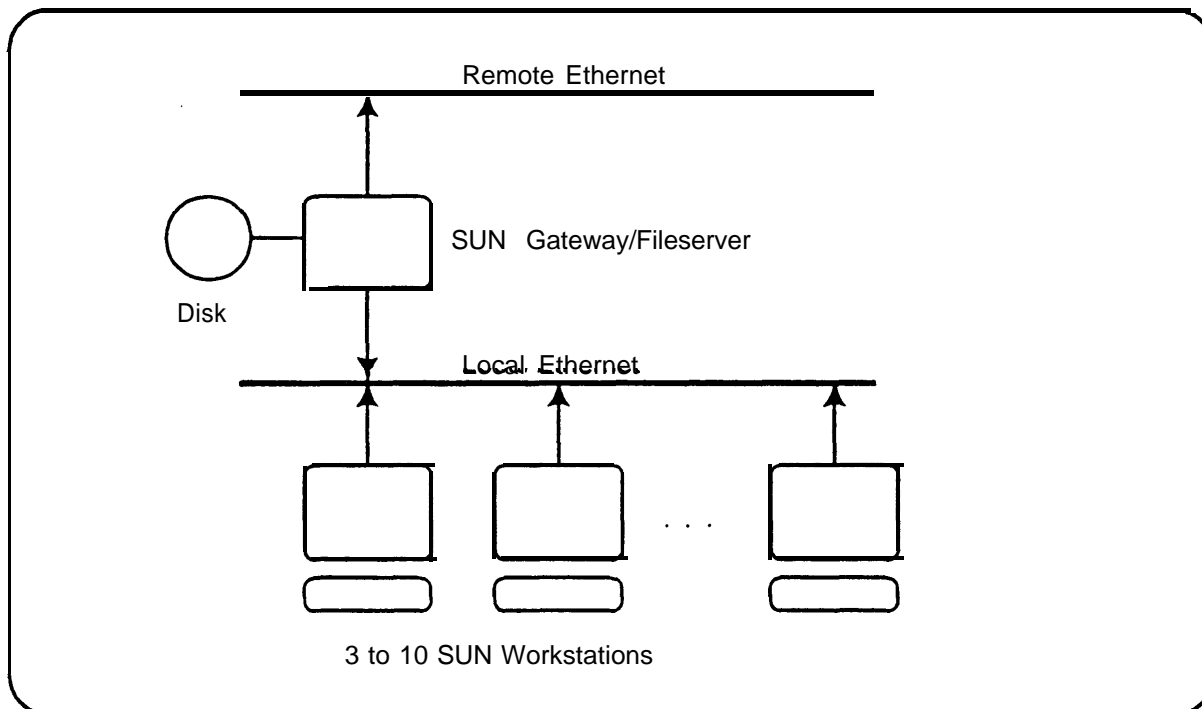 Remote Ethernet
SUN Gateway/Fileserver
Disk
Local Ethernet
. . .
3 to 10 SUN Workstations